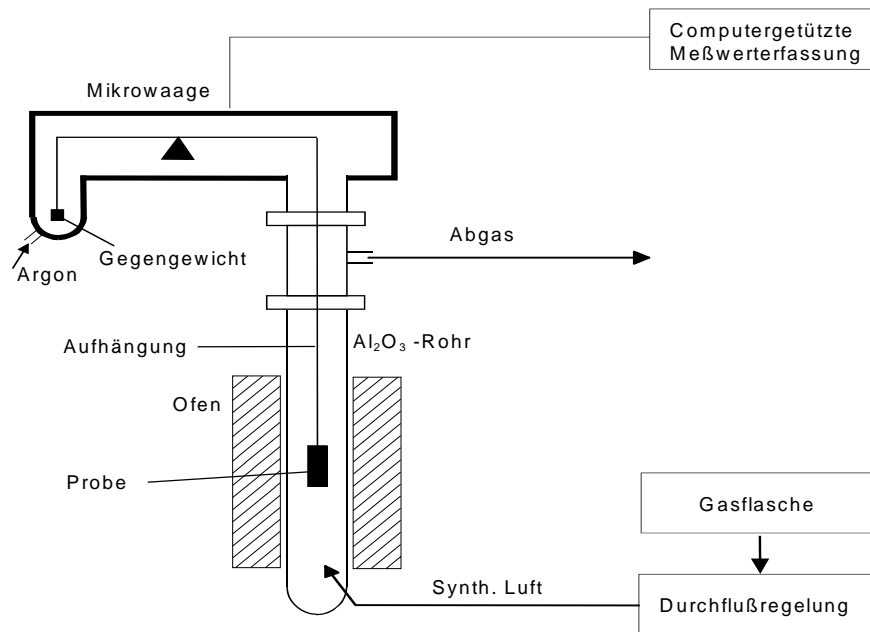 Computergetützte
Meßwerterfassung
Mikrowaage
Gegengewicht
Argon
Abgas
Aufhängung
Al₂O₃ -Rohr
Ofen
Probe
Gasflasche
Synth. Luft
Durchflußregelung